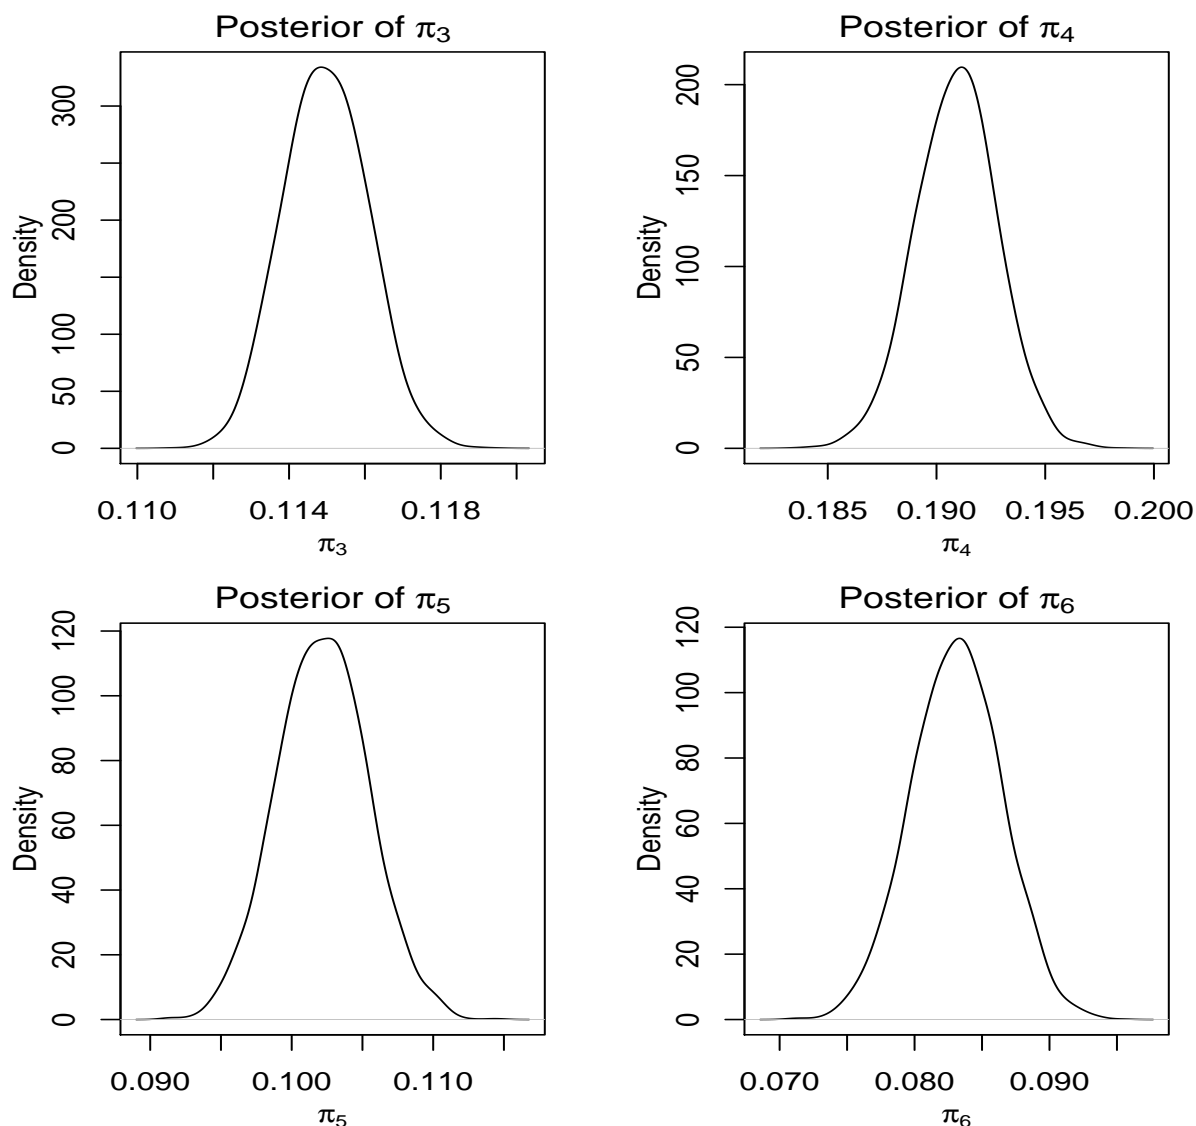 Posterior of π3
Density
0 50 100 200 300
0.110 0.114 0.118
π3
Posterior of π4
Density
0 50 100 150 200
0.185 0.190 0.195 0.200
π4
Posterior of π5
Density
0 20 40 60 80 100 120
0.090 0.100 0.110
π5
Posterior of π6
Density
0 20 40 60 80 100 120
0.070 0.080 0.090
π6